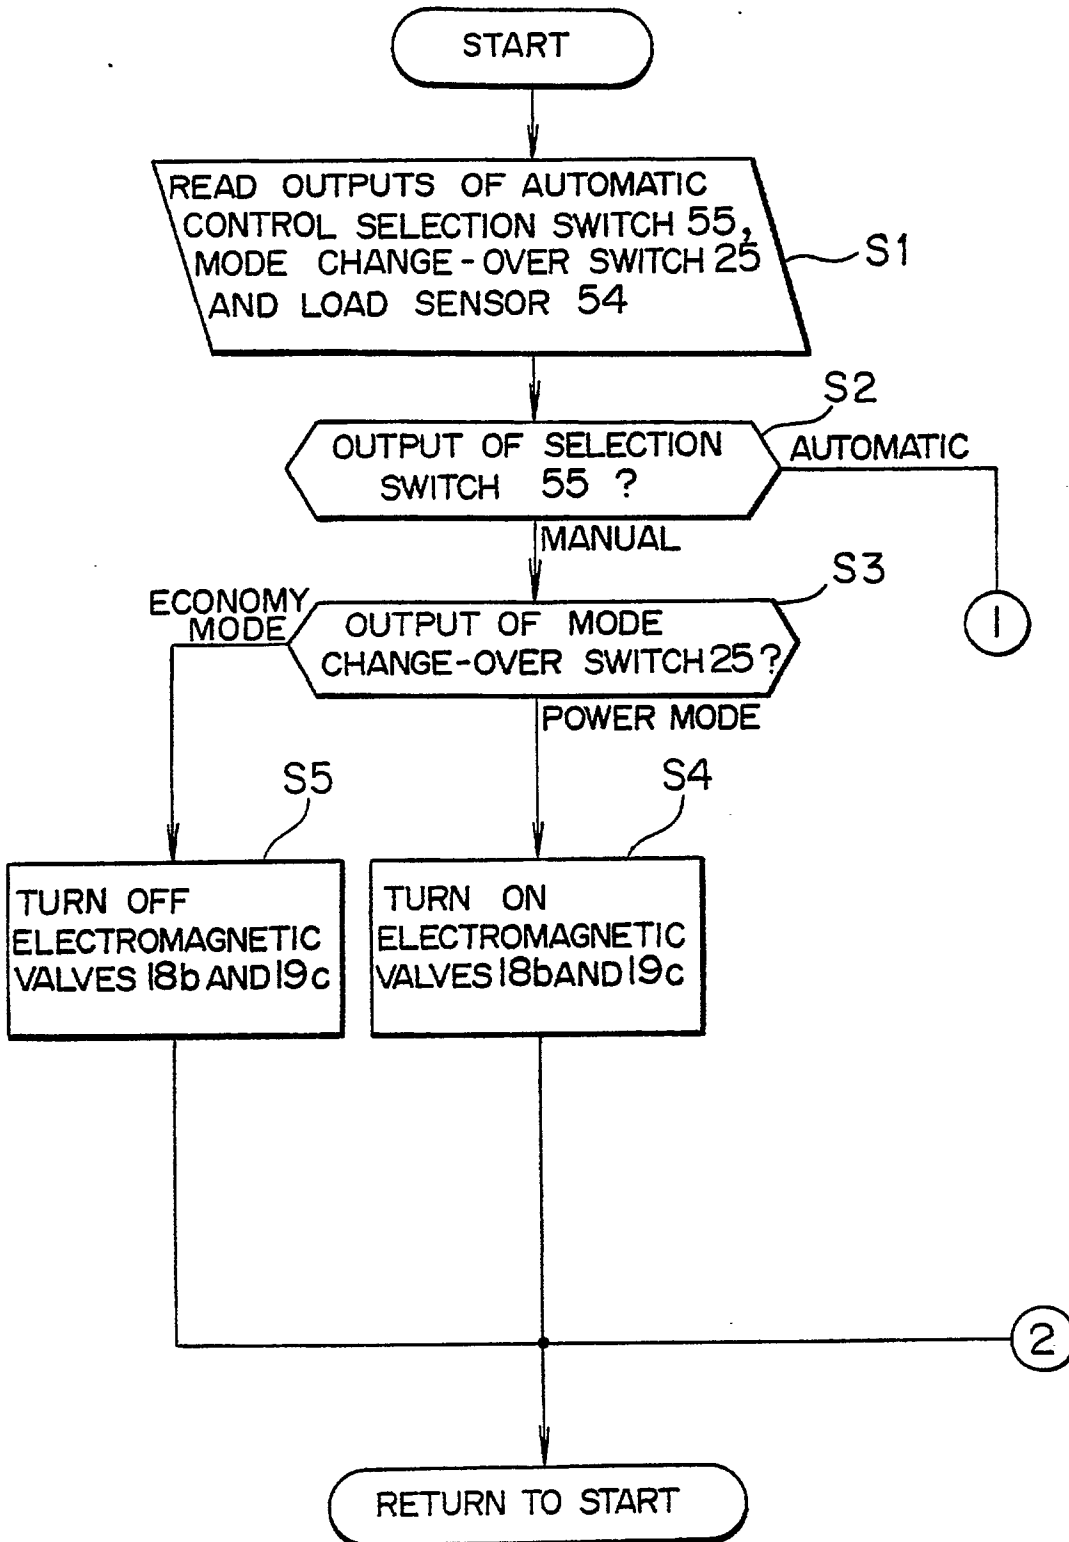 START
READ OUTPUTS OF AUTOMATIC
CONTROL SELECTION SWITCH 55,
MODE CHANGE-OVER SWITCH 25
AND LOAD SENSOR 54
S1
S2
OUTPUT OF SELECTION
SWITCH 55 ?
AUTOMATIC
MANUAL
1
S3
ECONOMY
MODE
OUTPUT OF MODE
CHANGE-OVER SWITCH 25 ?
POWER MODE
S5
S4
TURN OFF
ELECTROMAGNETIC
VALVES 18b AND 19c
TURN ON
ELECTROMAGNETIC
VALVES 18b AND 19c
2
RETURN TO START